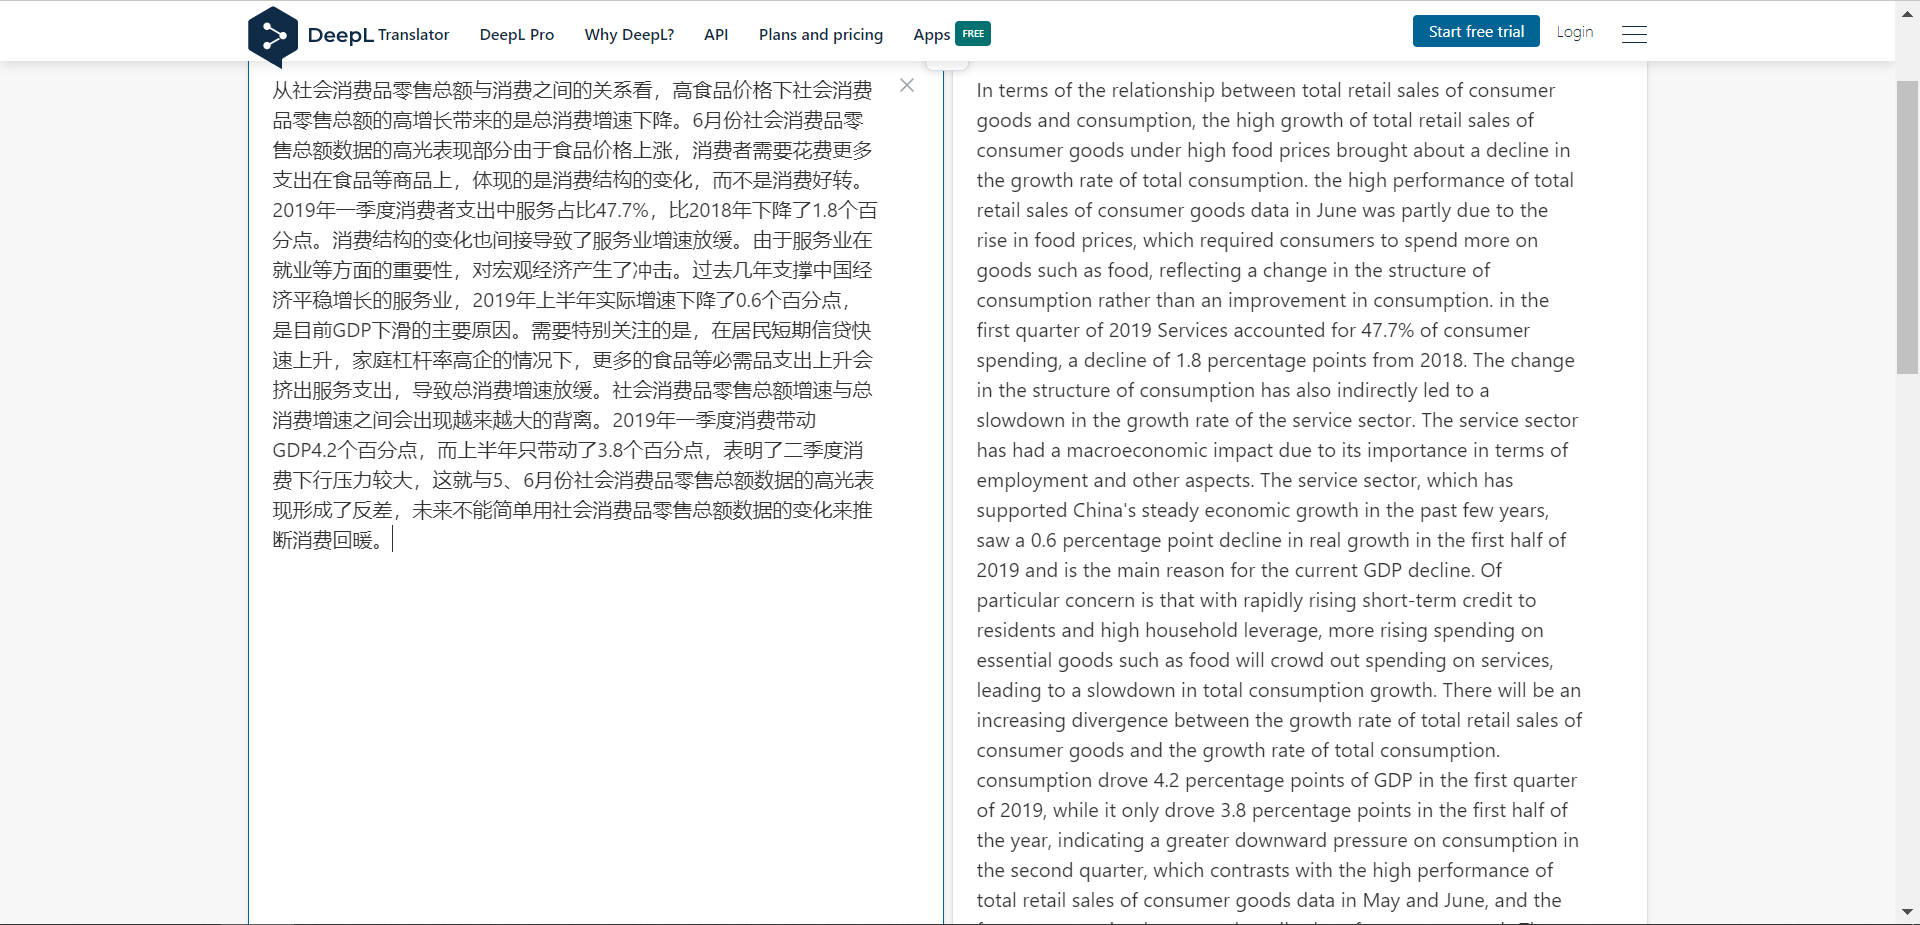 DeepL Translator
DeepL Pro
Why DeepL?
API
Plans and pricing
Apps FREE
Start free trial
Login
从社会消费品零售总额与消费之间的关系看，高食品价格下社会消费
品零售总额的高增长带来的是总消费增速下降。6月份社会消费品零
售总额数据的高光表现部分由于食品价格上涨，消费者需要花费更多
支出在食品等商品上，体现的是消费结构的变化，而不是消费好转。
2019年一季度消费者支出中服务占比47.7%，比2018年下降了1.8个百
分点。消费结构的变化也间接导致了服务业增速放缓。由于服务业在
就业等方面的重要性，对宏观经济产生了冲击。过去几年支撑中国经
济平稳增长的服务业，2019年上半年实际增速下降了0.6个百分点，
是目前GDP下滑的主要原因。需要特别关注的是，在居民短期信贷快
速上升，家庭杠杆率高企的情况下，更多的食品等必需品支出上升会
挤出服务支出，导致总消费增速放缓。社会消费品零售总额增速与总
消费增速之间会出现越来越大的背离。2019年一季度消费带动
GDP4.2个百分点，而上半年只带动了3.8个百分点，表明了二季度消
费下行压力较大，这就与5、6月份社会消费品零售总额数据的高光表
现形成了反差，未来不能简单用社会消费品零售总额数据的变化来推
断消费回暖。
In terms of the relationship between total retail sales of consumer
goods and consumption, the high growth of total retail sales of
consumer goods under high food prices brought about a decline in
the growth rate of total consumption. the high performance of total
retail sales of consumer goods data in June was partly due to the
rise in food prices, which required consumers to spend more on
goods such as food, reflecting a change in the structure of
consumption rather than an improvement in consumption. in the
first quarter of 2019 Services accounted for 47.7% of consumer
spending, a decline of 1.8 percentage points from 2018. The change
in the structure of consumption has also indirectly led to a
slowdown in the growth rate of the service sector. The service sector
has had a macroeconomic impact due to its importance in terms of
employment and other aspects. The service sector, which has
supported China's steady economic growth in the past few years,
saw a 0.6 percentage point decline in real growth in the first half of
2019 and is the main reason for the current GDP decline. Of
particular concern is that with rapidly rising short-term credit to
residents and high household leverage, more rising spending on
essential goods such as food will crowd out spending on services,
leading to a slowdown in total consumption growth. There will be an
increasing divergence between the growth rate of total retail sales of
consumer goods and the growth rate of total consumption.
consumption drove 4.2 percentage points of GDP in the first quarter
of 2019, while it only drove 3.8 percentage points in the first half of
the year, indicating a greater downward pressure on consumption in
the second quarter, which contrasts with the high performance of
total retail sales of consumer goods data in May and June, and the